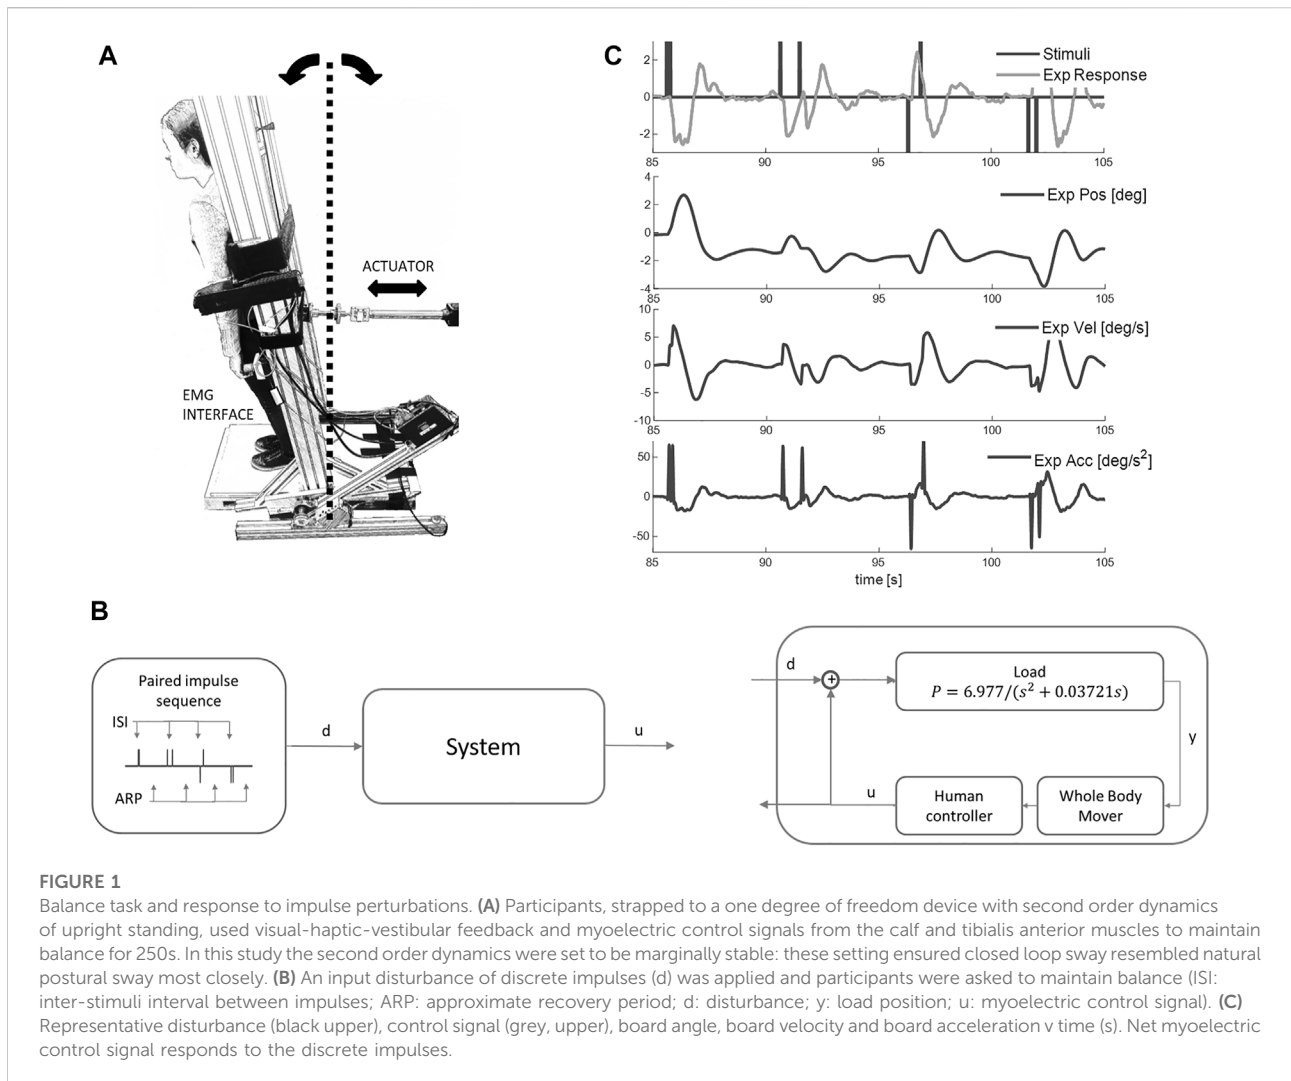 A
ACTUATOR
EMG
INTERFACE
C
Stimuli
Exp Response
2
0
-2
85
90
95
100
105
Exp Pos [deg]
4
2
0
-2
-4
85
90
95
100
105
Exp Vel [deg/s]
10
5
0
-5
-10
85
90
95
100
105
Exp Acc [deg/s²]
50
0
-50
85
90
95
100
105
time [s]
B
Paired impulse
sequence
ISI
ARP
d
System
u
d
+
Load
P = 6.977/(s² + 0.03721s)
y
u
Human
controller
Whole Body
Mover
FIGURE 1
Balance task and response to impulse perturbations. (A) Participants, strapped to a one degree of freedom device with second order dynamics
of upright standing, used visual-haptic-vestibular feedback and myoelectric control signals from the calf and tibialis anterior muscles to maintain
balance for 250s. In this study the second order dynamics were set to be marginally stable: these setting ensured closed loop sway resembled natural
postural sway most closely. (B) An input disturbance of discrete impulses (d) was applied and participants were asked to maintain balance (ISI:
inter-stimuli interval between impulses; ARP: approximate recovery period; d: disturbance; y: load position; u: myoelectric control signal). (C)
Representative disturbance (black upper), control signal (grey, upper), board angle, board velocity and board acceleration v time (s). Net myoelectric
control signal responds to the discrete impulses.